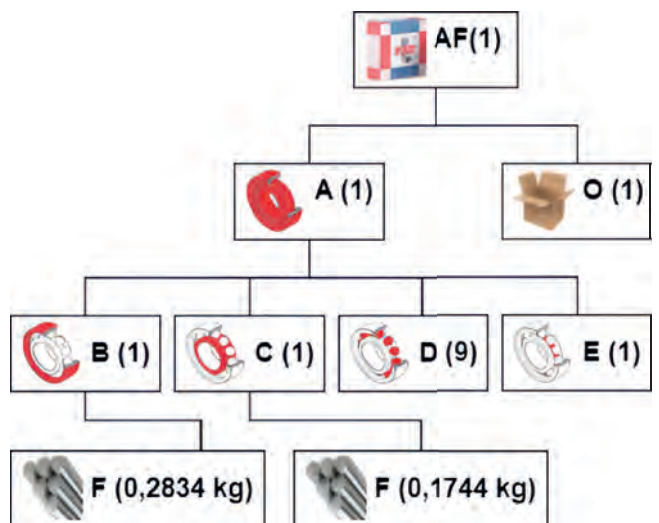 AF(1)
A (1)
O (1)
B (1)
C (1)
D (9)
E (1)
F (0,2834 kg)
F (0,1744 kg)